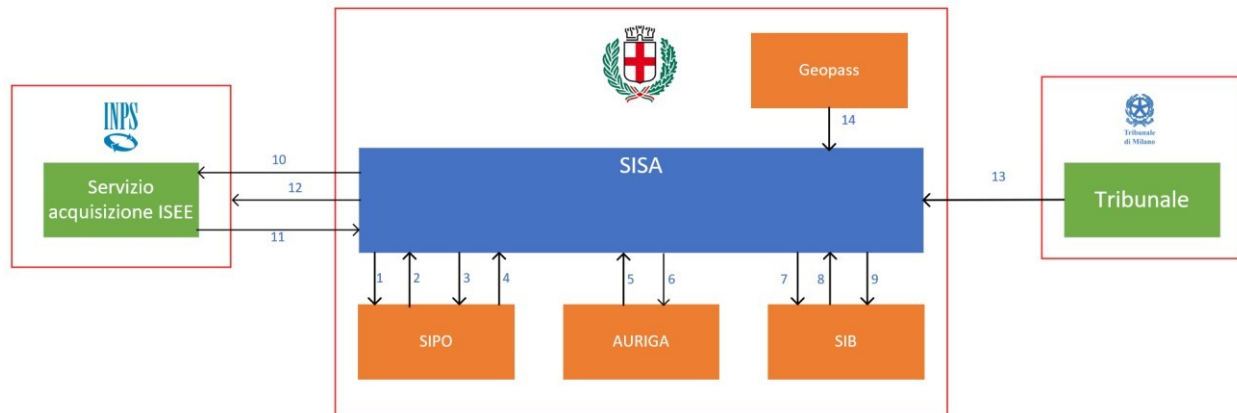 Geopass
14
INPS
Tribunale
di Milano
10
12
11
Servizio
acquisizione ISEE
SISA
13
Tribunale
1
2
3
4
5
6
7
8
9
SIPO
AURIGA
SIB